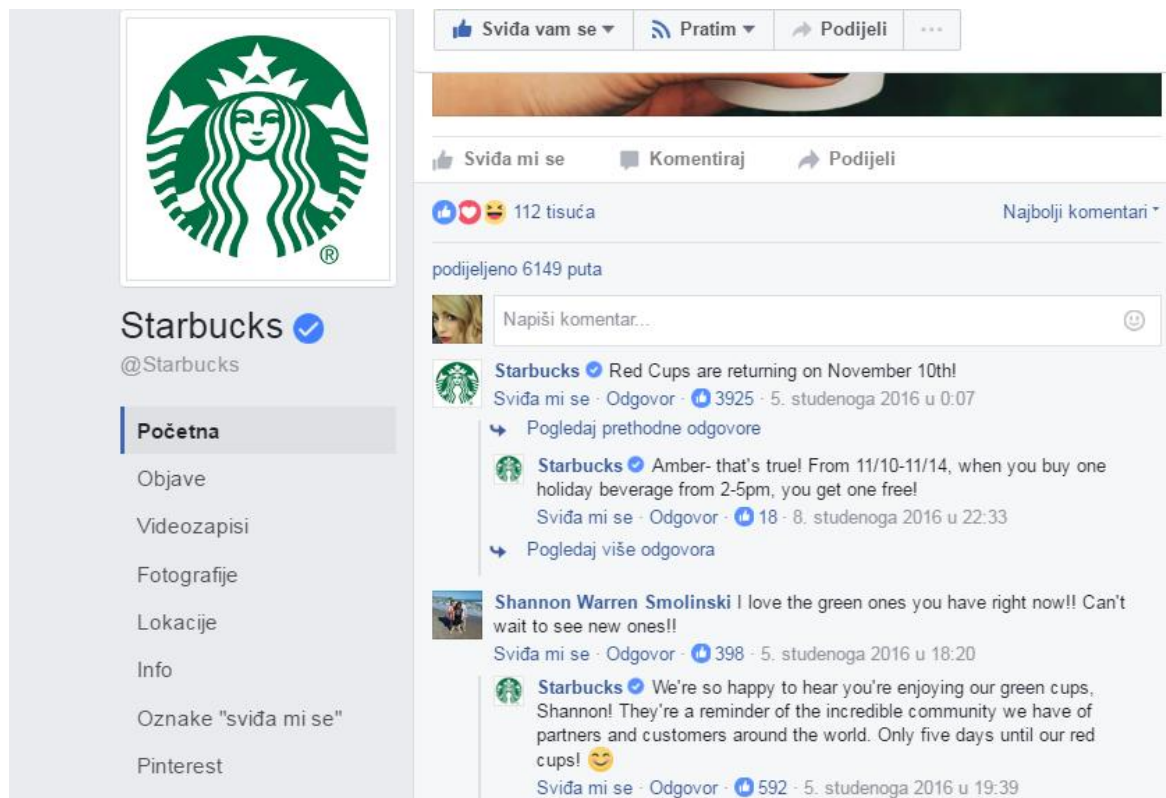 Sviđa vam se
Pratim
Podijeli
...
®
Starbucks
@Starbucks
Početna
Objave
Videozapisi
Fotografije
Lokacije
Info
Oznake "sviđa mi se"
Pinterest
Sviđa mi se
Komentiraj
Podijeli
112 tisuća
Najbolji komentari
podijeljeno 6149 puta
Napiši komentar...
Starbucks Red Cups are returning on November 10th!
Sviđa mi se · Odgovor · 3925 · 5. studenoga 2016 u 0:07
Pogledaj prethodne odgovore
Starbucks Amber- that's true! From 11/10-11/14, when you buy one
holiday beverage from 2-5pm, you get one free!
Sviđa mi se · Odgovor · 18 · 8. studenoga 2016 u 22:33
Pogledaj više odgovora
Shannon Warren Smolinski I love the green ones you have right now!! Can't
wait to see new ones!!
Sviđa mi se · Odgovor · 398 · 5. studenoga 2016 u 18:20
Starbucks We're so happy to hear you're enjoying our green cups,
Shannon! They're a reminder of the incredible community we have of
partners and customers around the world. Only five days until our red
cups! 😊
Sviđa mi se · Odgovor · 592 · 5. studenoga 2016 u 19:39